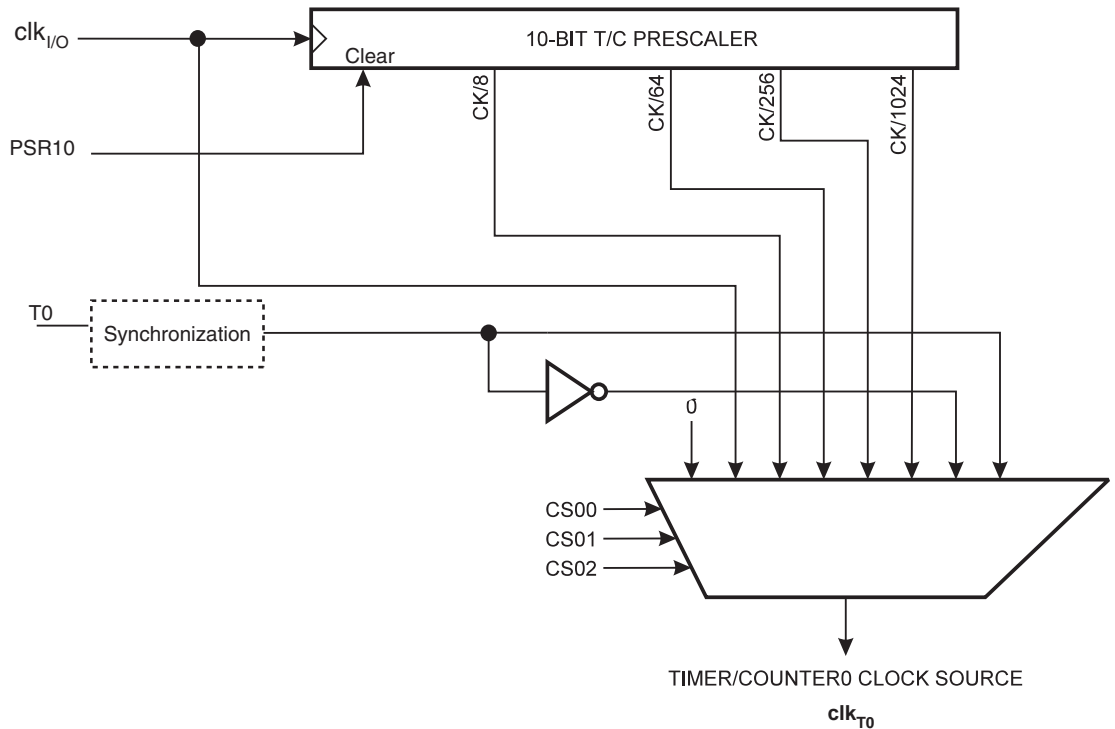 clkI/O
10-BIT T/C PRESCALER
Clear
CK/8
CK/64
CK/256
CK/1024
PSR10
T0
Synchronization
0
CS00
CS01
CS02
TIMER/COUNTER0 CLOCK SOURCE
clkT0